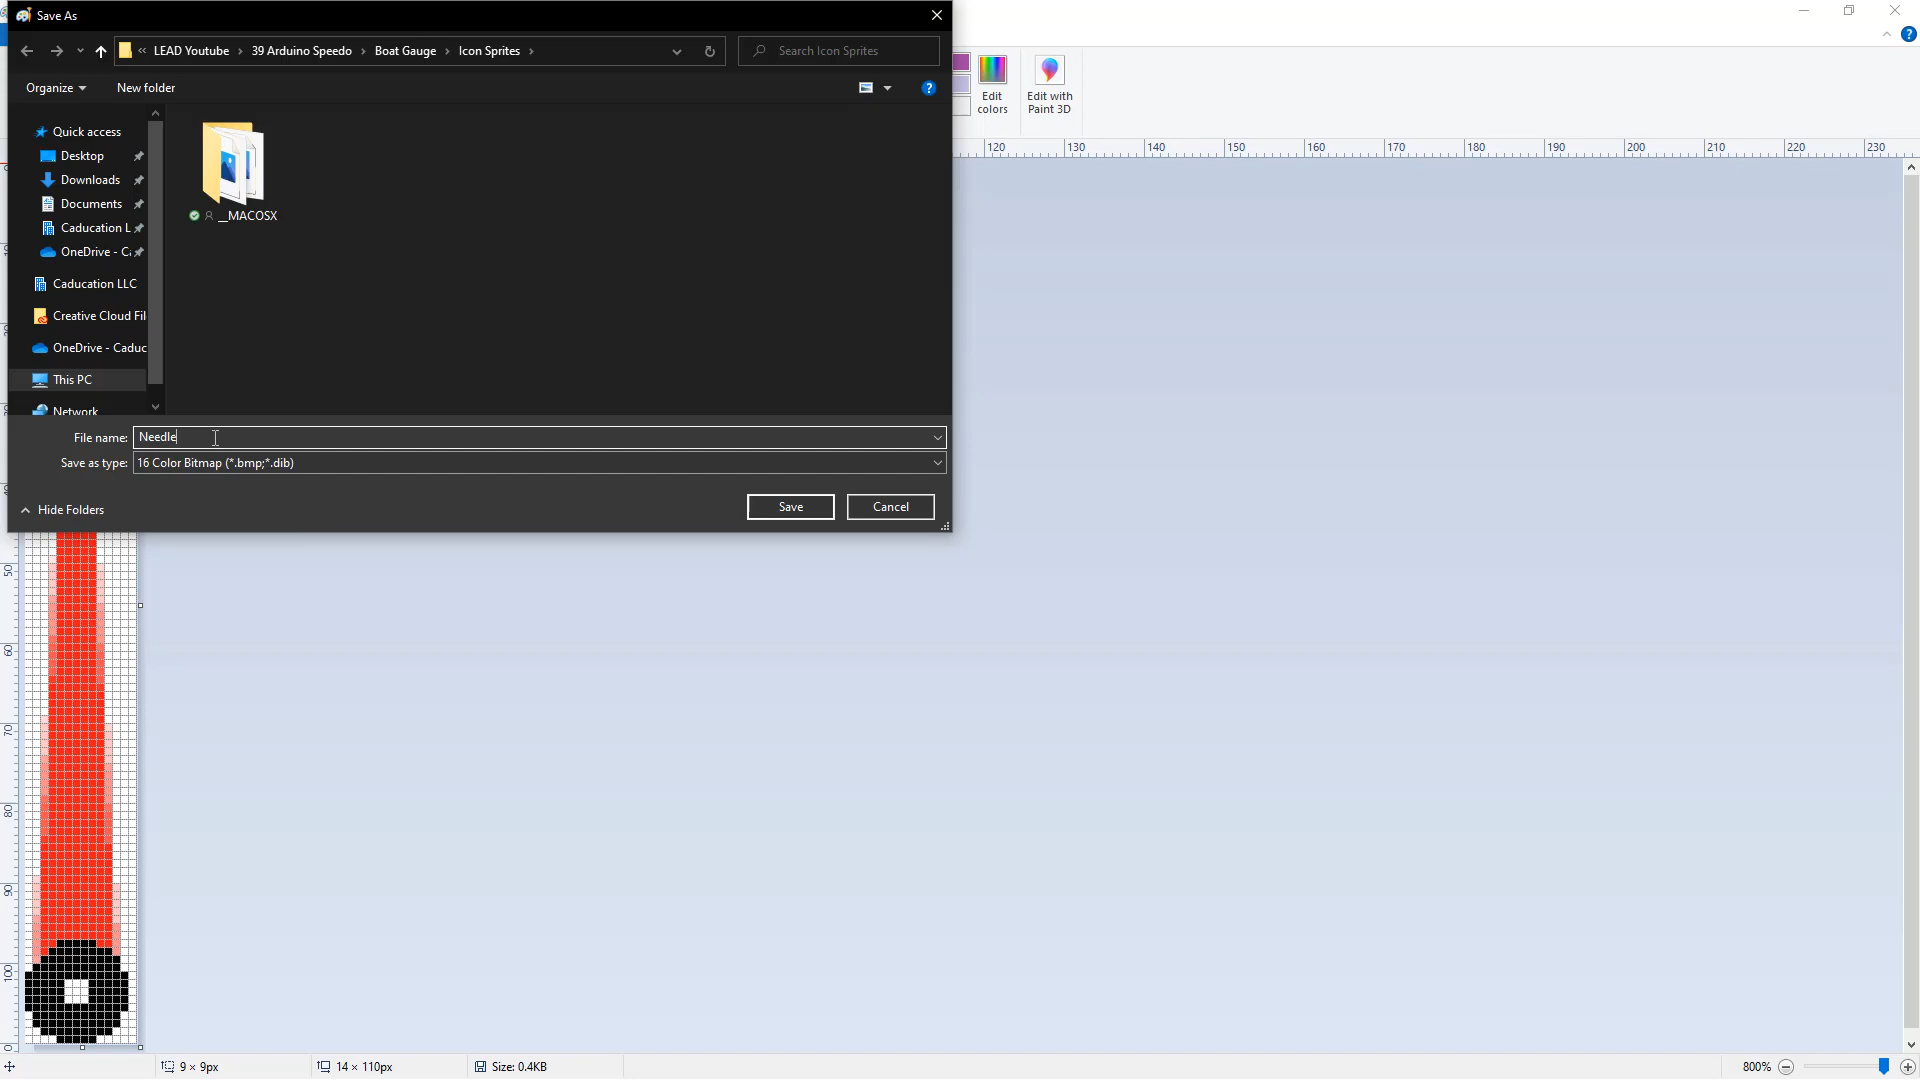 Save As
« LEAD Youtube › 39 Arduino Speedo › Boat Gauge › Icon Sprites ›
Search Icon Sprites
Organize
New folder
?
?
Edit colors
Edit with Paint 3D
120 130 140 150 160 170 180 190 200 210 220 230
Quick access
Desktop
Downloads
Documents
Caducation L
OneDrive - Ca
Caducation LLC
Creative Cloud Fil
OneDrive - Caduc
This PC
Network
__MACOSX
File name: Needle
Save as type: 16 Color Bitmap (*.bmp;*.dib)
Hide Folders
Save
Cancel
50
60
70
80
90
100
9 × 9px
14 × 110px
Size: 0.4KB
800%